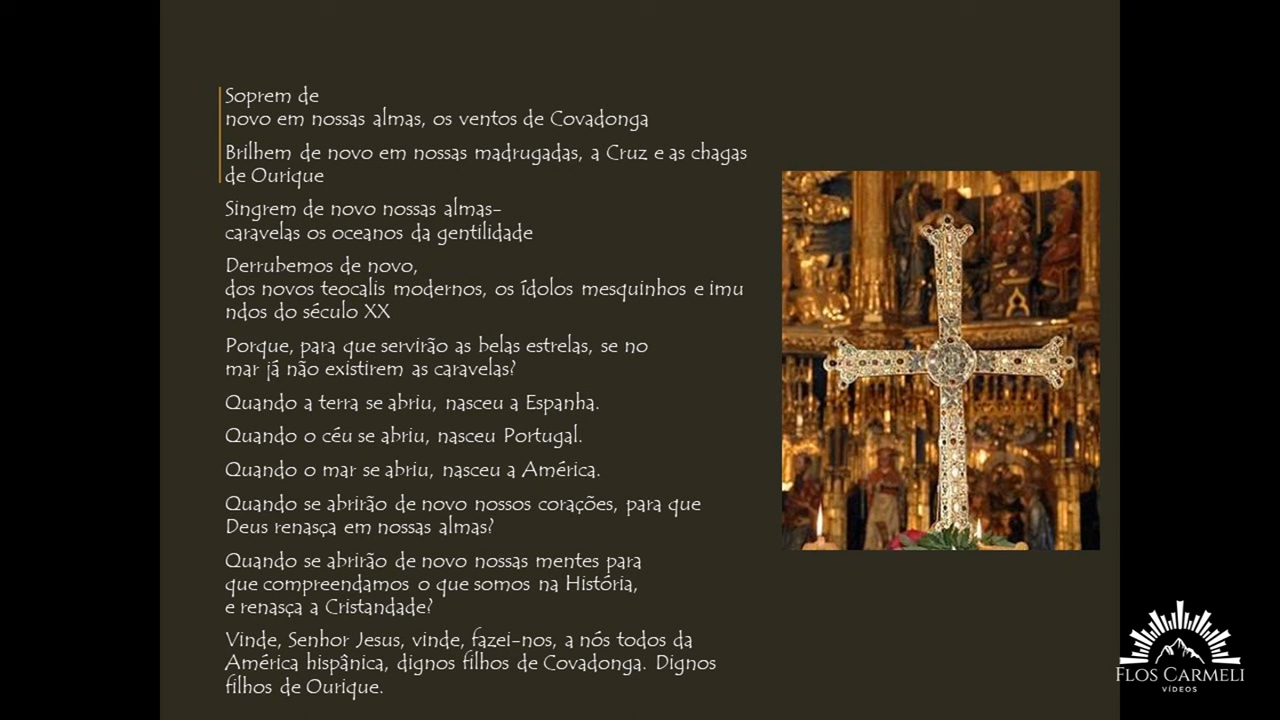 Soprem de
novo em nossas almas, os ventos de Covadonga
Brilhem de novo em nossas madrugadas, a Cruz e as chagas
de Ourique
Singrem de novo nossas almas-
caravelas os oceanos da gentilidade
Derrubemos de novo,
dos novos teocalis modernos, os ídolos mesquinhos e imu
ndos do século XX
Porque, para que servirão as belas estrelas, se no
mar já não existirem as caravelas?
Quando a terra se abriu, nasceu a Espanha.
Quando o céu se abriu, nasceu Portugal.
Quando o mar se abriu, nasceu a América.
Quando se abrirão de novo nossos corações, para que
Deus renasça em nossas almas?
Quando se abrirão de novo nossas mentes para
que compreendamos o que somos na História,
e renasça a Cristandade?
Vinde, Senhor Jesus, vinde, fazei-nos, a nós todos da
América hispânica, dignos filhos de Covadonga. Dignos
filhos de Ourique.
FLOS CARMELI
VÍDEOS